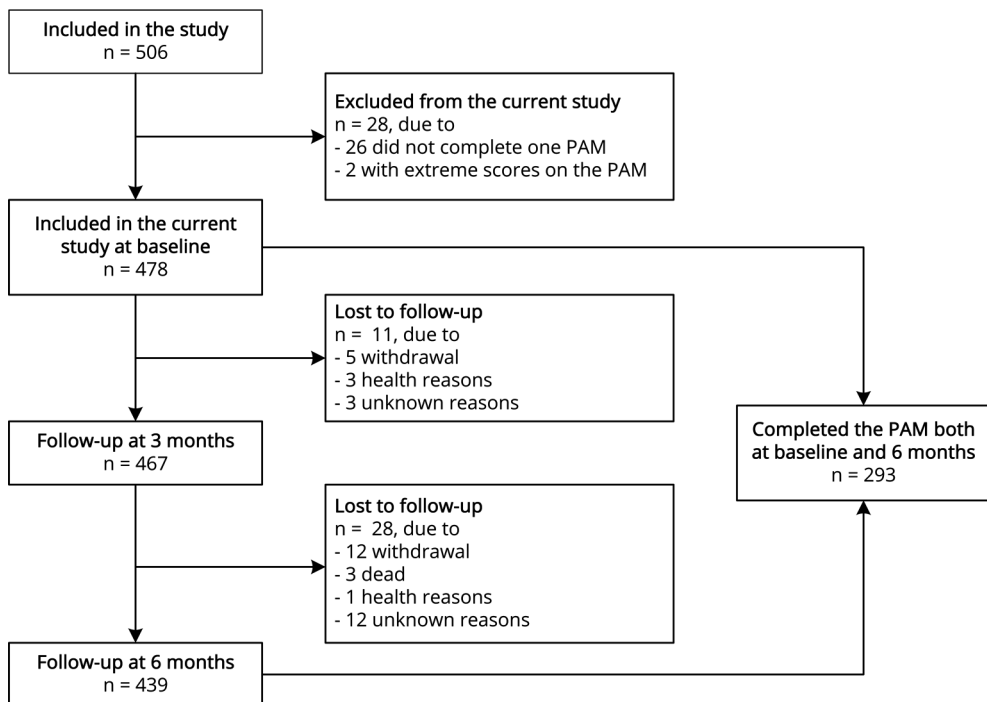 Included in the study
n = 506
Excluded from the current study
n = 28, due to
- 26 did not complete one PAM
- 2 with extreme scores on the PAM
Included in the current
study at baseline
n = 478
Lost to follow-up
n =  11, due to
- 5 withdrawal
- 3 health reasons
- 3 unknown reasons
Follow-up at 3 months
n = 467
Completed the PAM both
at baseline and 6 months
n = 293
Lost to follow-up
n =  28, due to
- 12 withdrawal
- 3 dead
- 1 health reasons
- 12 unknown reasons
Follow-up at 6 months
n = 439